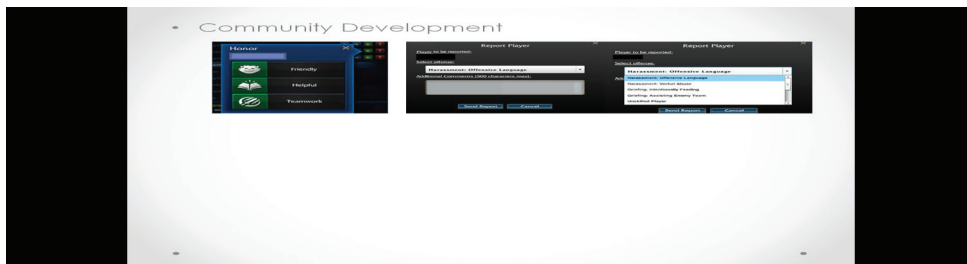 Community Development
Honor
Friendly
Helpful
Teamwork
Report Player
Player to be reported:
Select offense:
Harassment: Offensive Language
Additional Comments (500 characters max):
Send Report
Cancel
Report Player
Player to be reported:
Select offense:
Harassment: Offensive Language
Harassment: Offensive Language
Harassment: Verbal Abuse
Griefing: Intentionally Feeding
Griefing: Assisting Enemy Team
Unskilled Player
Send Report
Cancel